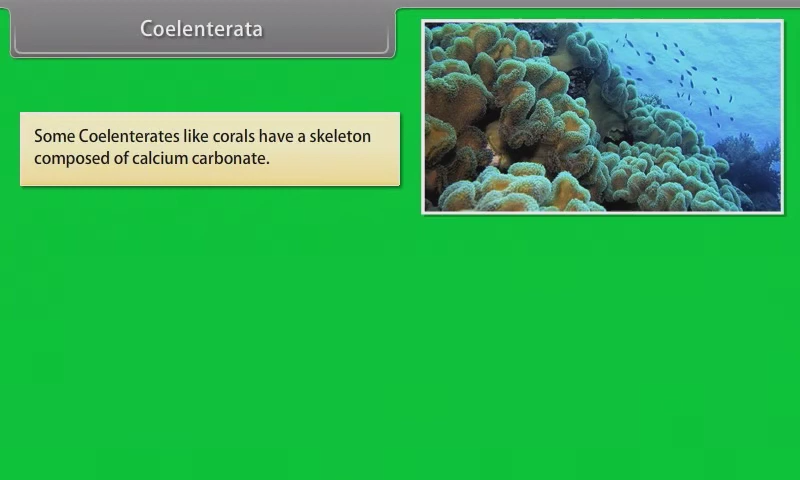 Coelenterata
Some Coelenterates like corals have a skeleton
composed of calcium carbonate.